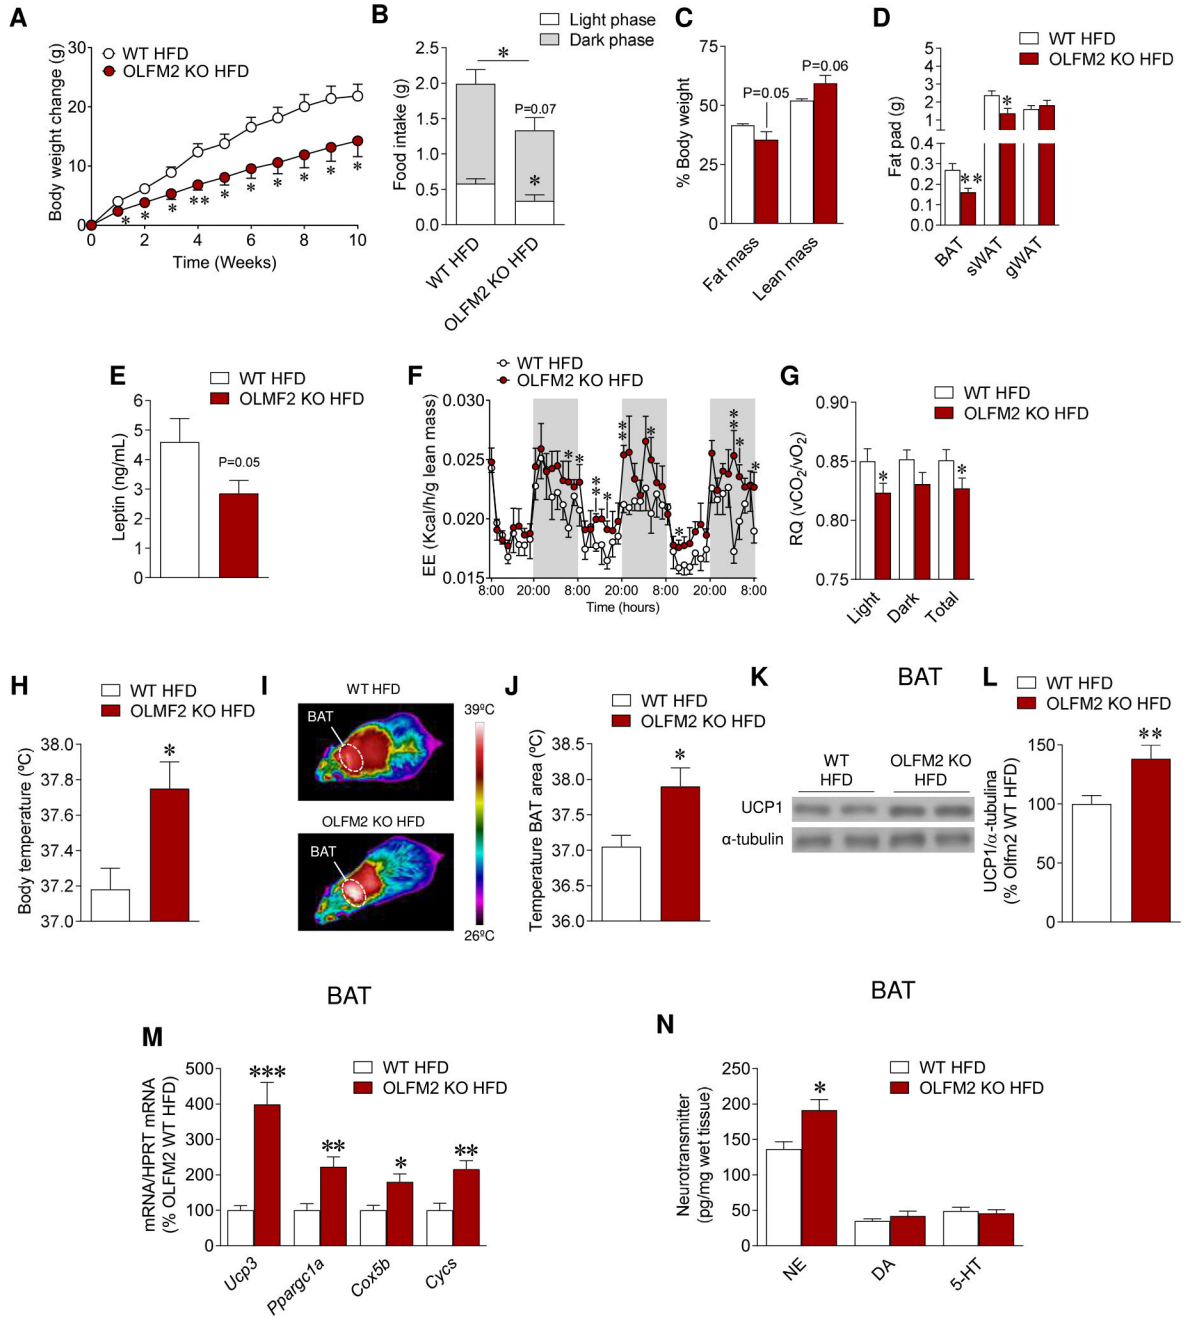 A
WT HFD
OLFM2 KO HFD
Body weight change (g)
30
20
10
0
0 2 4 6 8 10
* * * ** * * * * * *
Time (Weeks)
B
Light phase
Dark phase
Food intake (g)
2.5
2.0
1.5
1.0
0.5
0.0
*
P=0.07
*
WT HFD
OLFM2 KO HFD
C
% Body weight
75
50
25
0
P=0.05
P=0.06
Fat mass
Lean mass
D
WT HFD
OLFM2 KO HFD
Fat pad (g)
5
4
3
2
1
0.4
0.3
0.2
0.1
0.0
**
*
BAT
sWAT
gWAT
E
WT HFD
OLMF2 KO HFD
Leptin (ng/mL)
6
5
4
3
2
1
0
P=0.05
F
WT HFD
OLFM2 KO HFD
EE (Kcal/h/g lean mass)
0.030
0.025
0.020
0.015
* * ** * ** * * ** * *
8:00 20:00 8:00 20:00 8:00 20:00 8:00
Time (hours)
G
WT HFD
OLFM2 KO HFD
RQ (vCO2/vO2)
0.90
0.85
0.80
0.75
* *
Light
Dark
Total
H
WT HFD
OLMF2 KO HFD
Body temperature (ºC)
38.0
37.8
37.6
37.4
37.2
37.0
*
I
WT HFD
BAT
OLFM2 KO HFD
BAT
39ºC
26ºC
J
WT HFD
OLFM2 KO HFD
Temperature BAT area (ºC)
38.5
38.0
37.5
37.0
36.5
36.0
*
K
BAT
WT
HFD
OLFM2 KO
HFD
UCP1
α-tubulin
L
WT HFD
OLFM2 KO HFD
UCP1/α-tubulina
(% Olfm2 WT HFD)
150
100
50
0
**
BAT
M
WT HFD
OLFM2 KO HFD
mRNA/HPRT mRNA
(% OLFM2 WT HFD)
500
400
300
200
100
0
*** ** * **
Ucp3
Ppargc1a
Cox5b
Cycs
BAT
N
WT HFD
OLFM2 KO HFD
Neurotransmitter
(pg/mg wet tissue)
250
200
150
100
50
0
*
NE
DA
5-HT